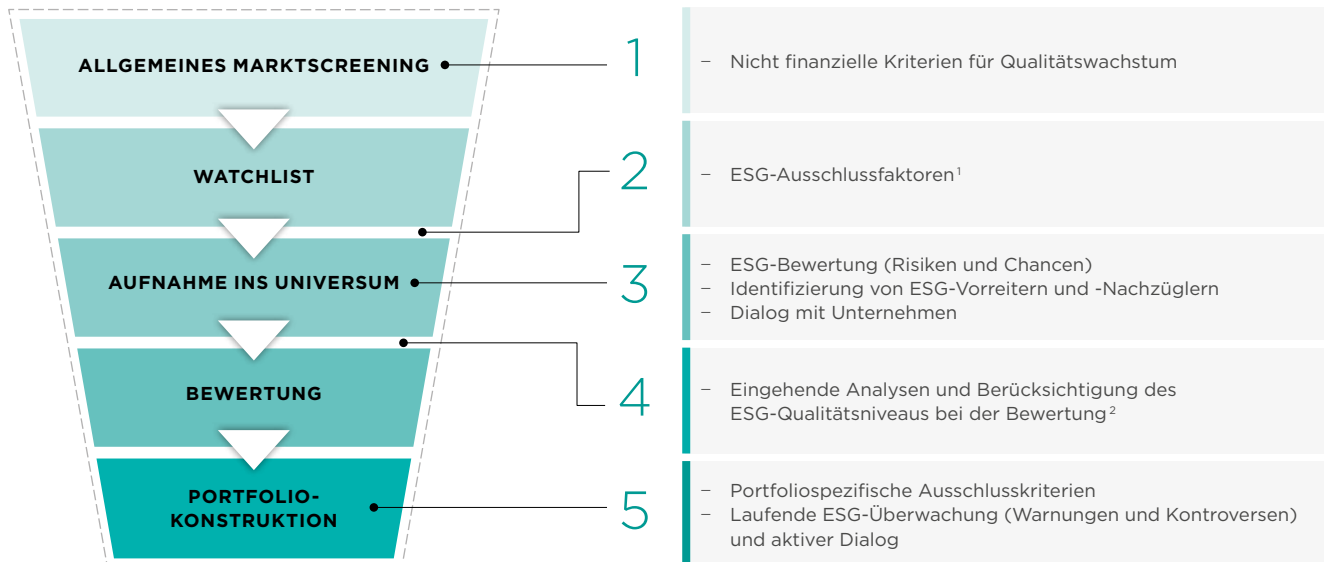 ALLGEMEINES MARKTSCREENING
1
– Nicht finanzielle Kriterien für Qualitätswachstum
WATCHLIST
2
– ESG-Ausschlussfaktoren¹
AUFNAHME INS UNIVERSUM
3
– ESG-Bewertung (Risiken und Chancen)
– Identifizierung von ESG-Vorreitern und -Nachzüglern
– Dialog mit Unternehmen
BEWERTUNG
4
– Eingehende Analysen und Berücksichtigung des
ESG-Qualitätsniveaus bei der Bewertung²
PORTFOLIO-
KONSTRUKTION
5
– Portfoliospezifische Ausschlusskriterien
– Laufende ESG-Überwachung (Warnungen und Kontroversen)
und aktiver Dialog